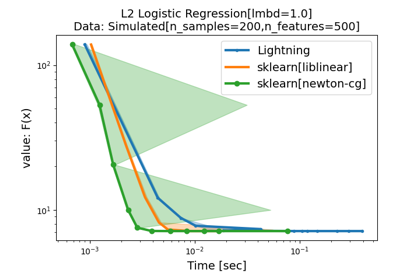 L2 Logistic Regression[lmbd=1.0]
Data: Simulated[n_samples=200,n_features=500]
Lightning
sklearn[liblinear]
sklearn[newton-cg]
value: F(x)
10²
10¹
10⁻³
10⁻²
10⁻¹
Time [sec]